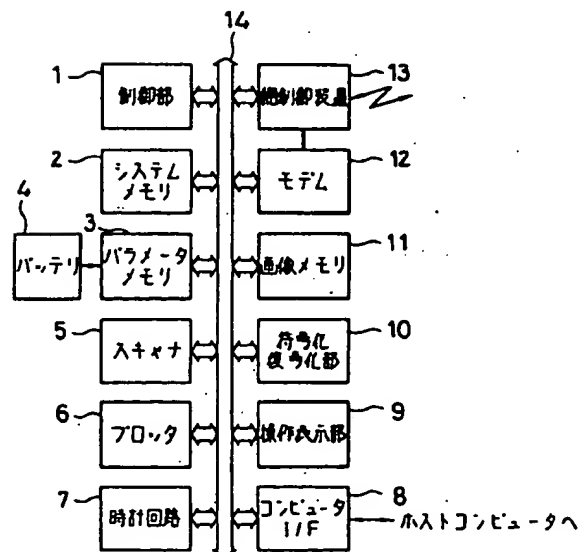 14
1
制御部
13
網制御装置
2
システム
メモリ
12
モデム
4
バッテリ
3
パラメータ
メモリ
11
画像メモリ
5
スキャナ
10
符号化
復号化部
6
プロッタ
9
操作表示部
7
時計回路
8
コンピュータ
I/F
ホストコンピュータへ